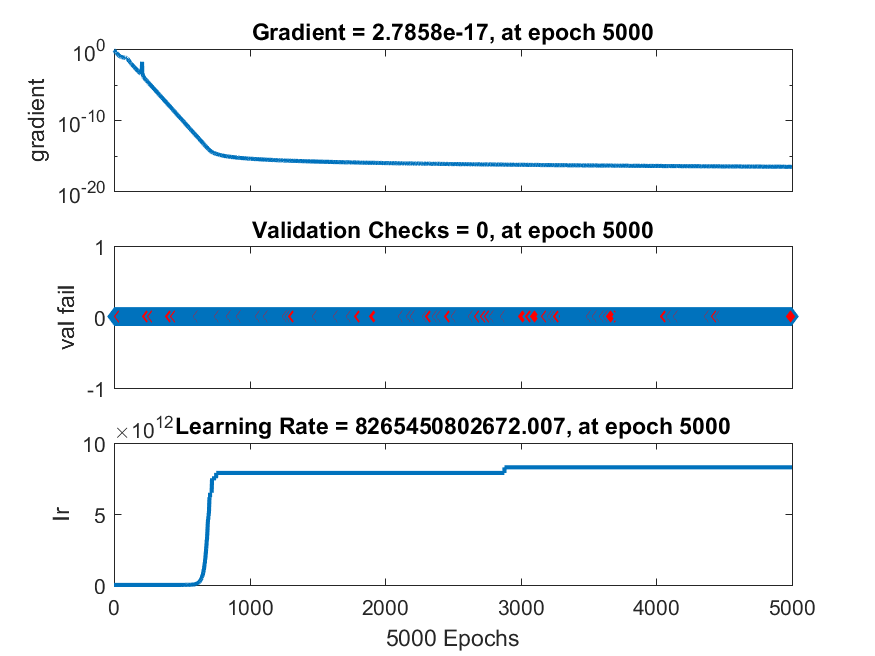 Gradient = 2.7858e-17, at epoch 5000
10^0
10^-10
10^-20
gradient
Validation Checks = 0, at epoch 5000
1
0
-1
val fail
×10^12
Learning Rate = 8265450802672.007, at epoch 5000
10
5
0
lr
0 1000 2000 3000 4000 5000
5000 Epochs